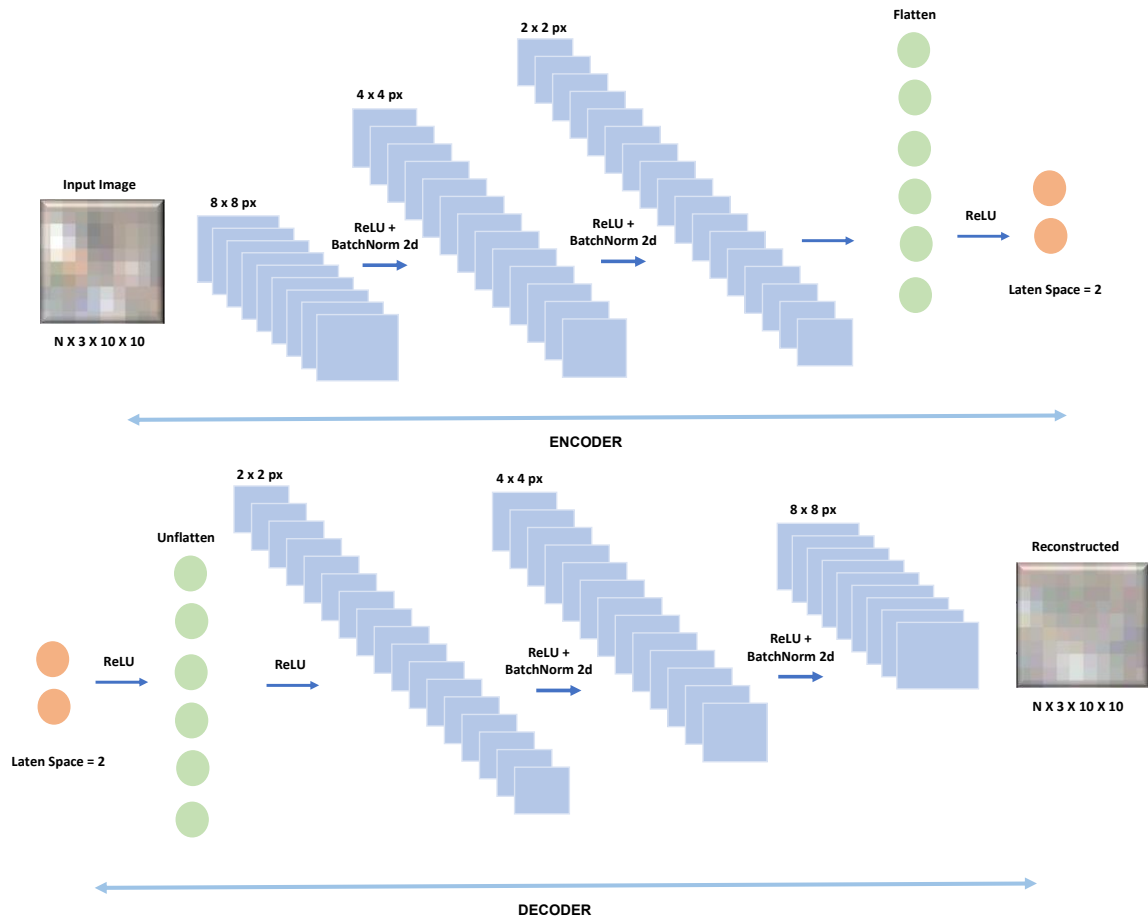 Flatten
2 x 2 px
4 x 4 px
Input Image
8 x 8 px
ReLU +
BatchNorm 2d
ReLU +
BatchNorm 2d
ReLU
Laten Space = 2
N X 3 X 10 X 10
ENCODER
2 x 2 px
4 x 4 px
8 x 8 px
Unflatten
Reconstructed
ReLU
ReLU
ReLU +
BatchNorm 2d
ReLU +
BatchNorm 2d
N X 3 X 10 X 10
Laten Space = 2
DECODER